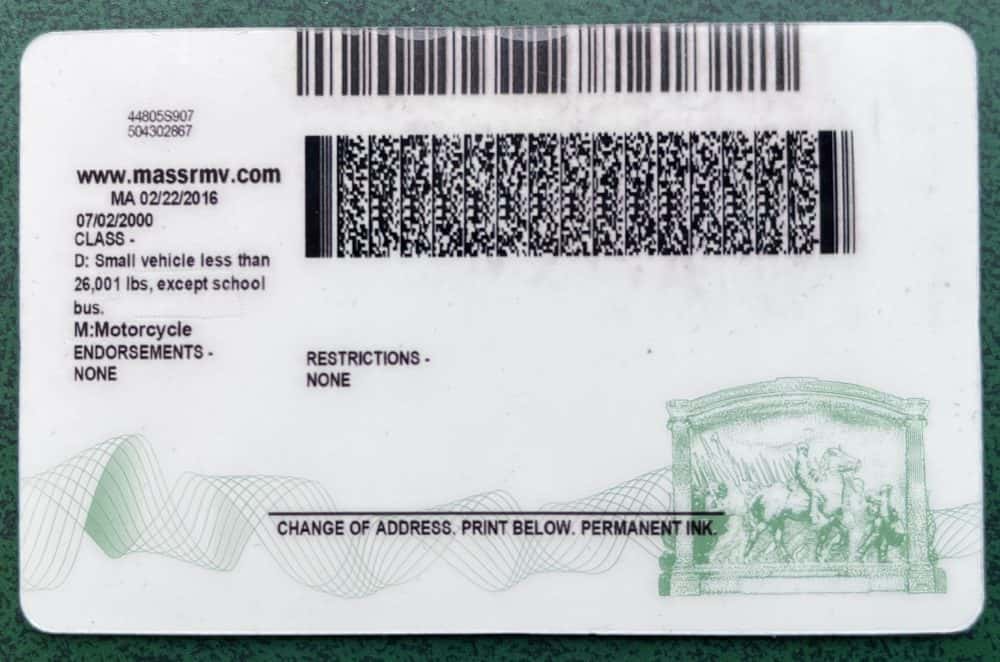 44805S907
504302867
www.massrmv.com
MA 02/22/2016
07/02/2000
CLASS -
D: Small vehicle less than
26,001 lbs, except school
bus.
M:Motorcycle
ENDORSEMENTS -
NONE
RESTRICTIONS -
NONE
CHANGE OF ADDRESS. PRINT BELOW. PERMANENT INK.